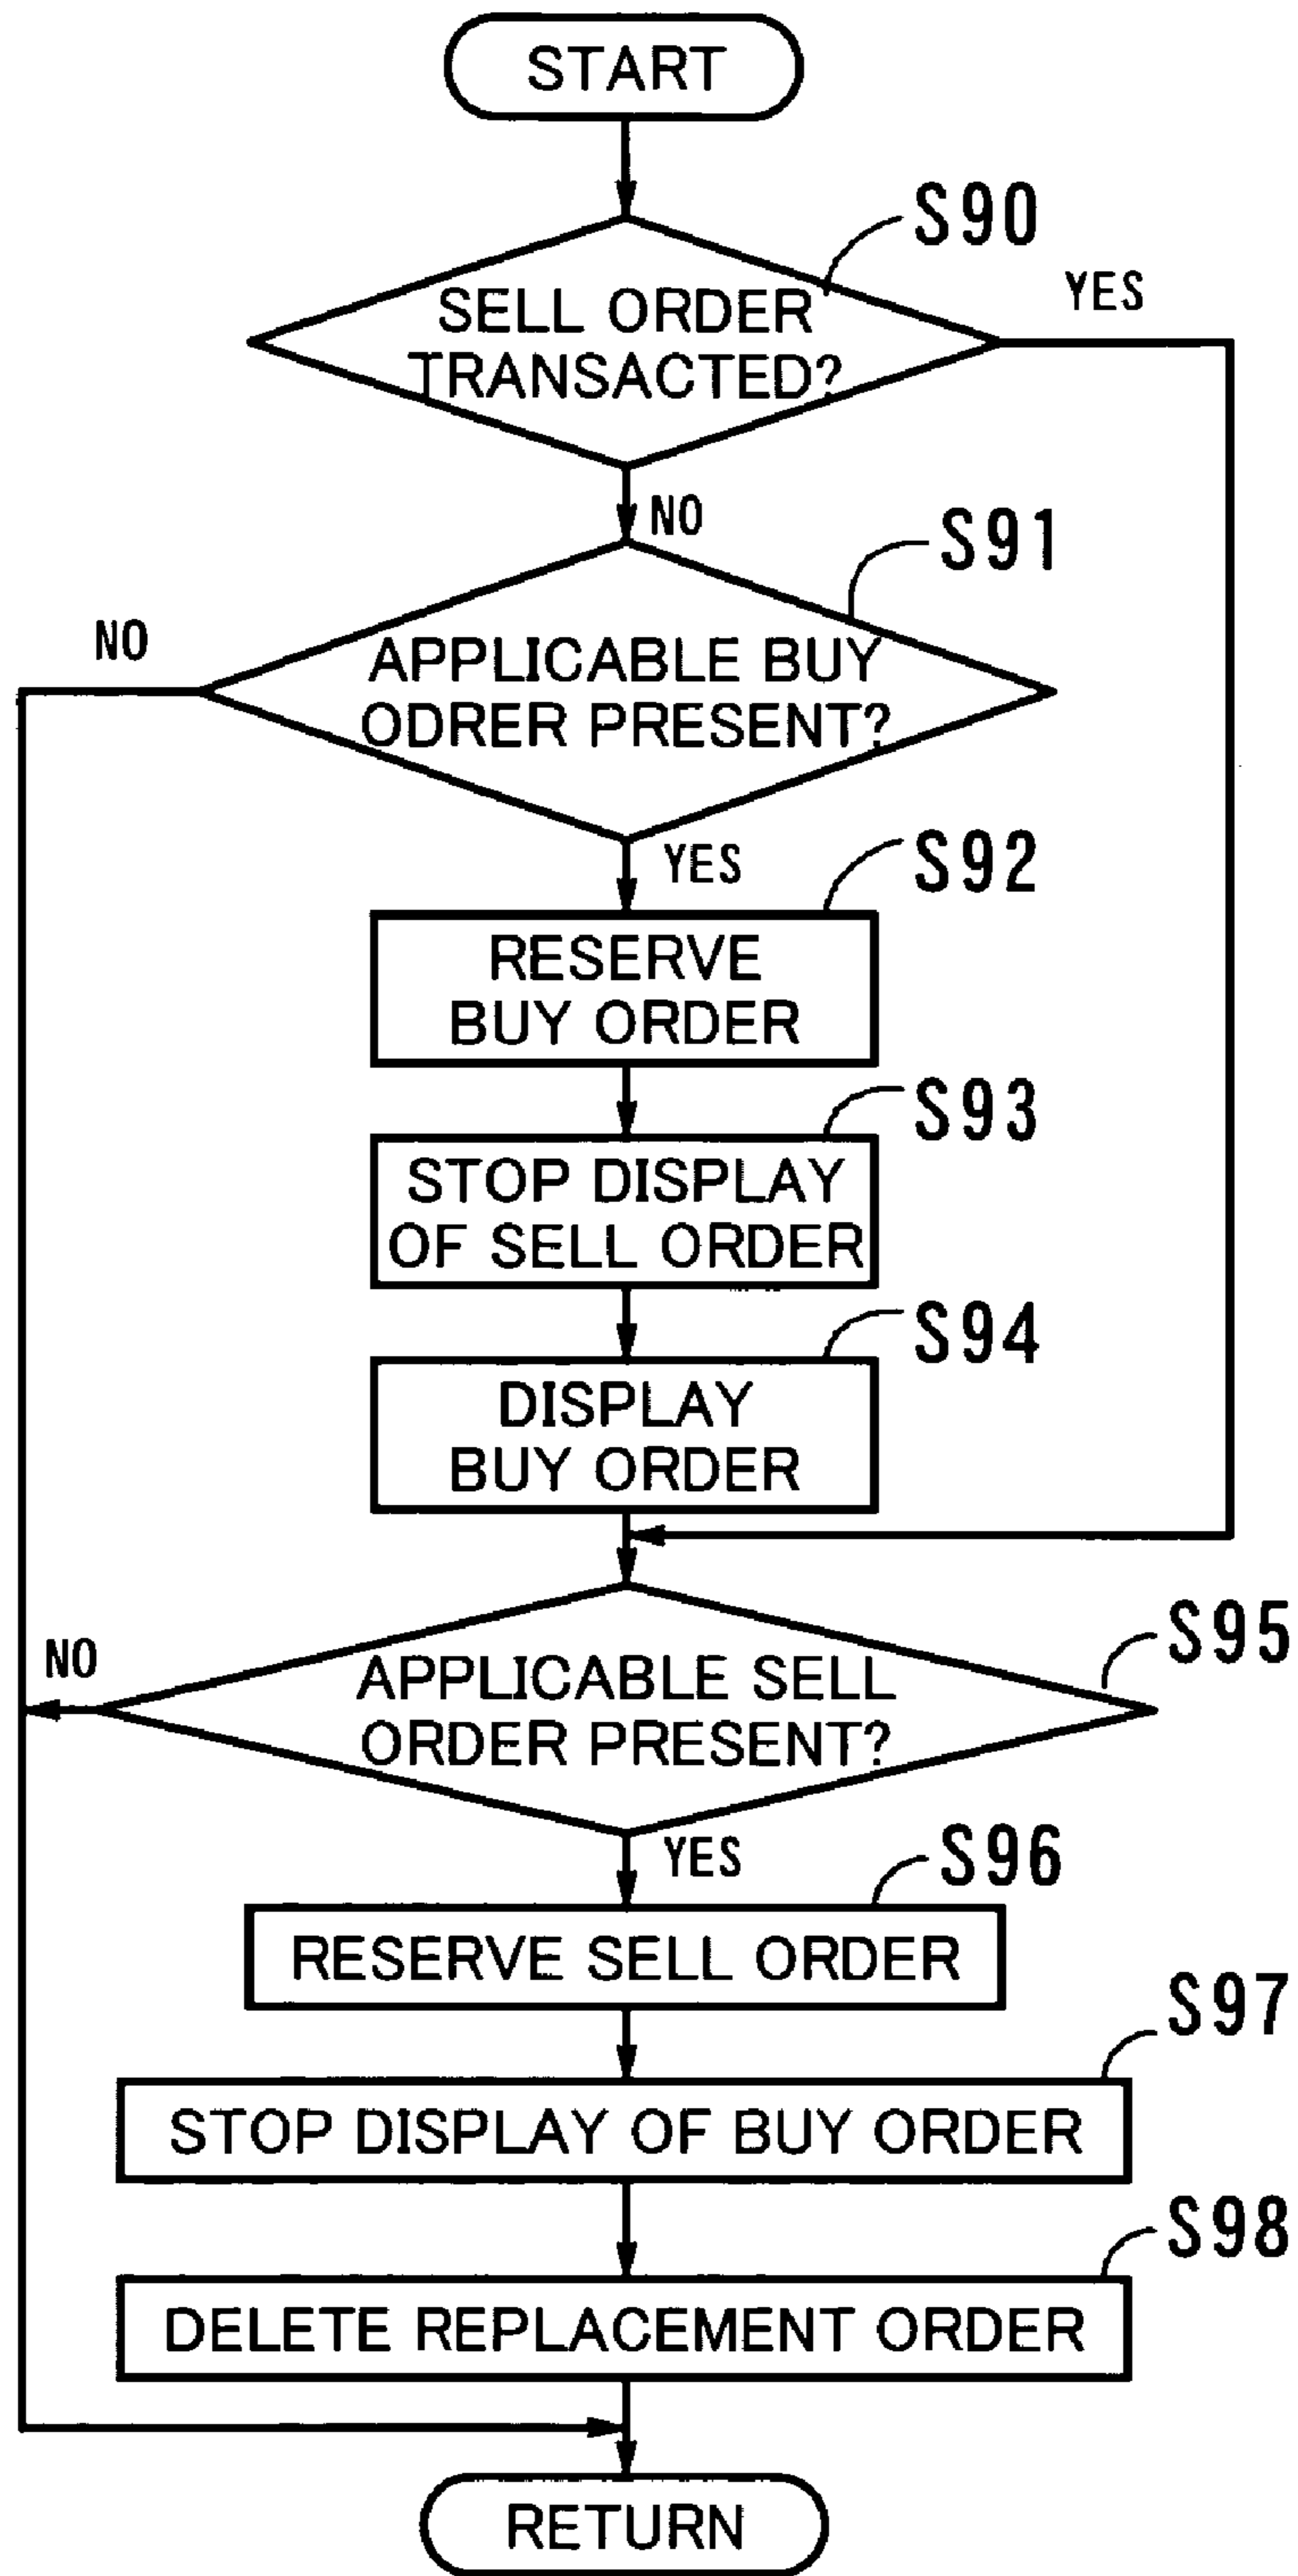 START
S90
YES
SELL ORDER
TRANSACTED?
NO
S91
NO
APPLICABLE BUY
ODRER PRESENT?
YES
S92
RESERVE
BUY ORDER
S93
STOP DISPLAY
OF SELL ORDER
S94
DISPLAY
BUY ORDER
S95
NO
APPLICABLE SELL
ORDER PRESENT?
YES
S96
RESERVE SELL ORDER
S97
STOP DISPLAY OF BUY ORDER
S98
DELETE REPLACEMENT ORDER
RETURN